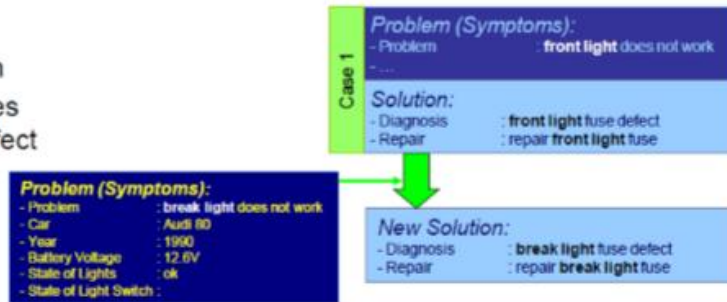 Case 1
Problem (Symptoms):
- Problem : front light does not work
- ...
Solution:
- Diagnosis : front light fuse defect
- Repair : repair front light fuse
Problem (Symptoms):
- Problem : break light does not work
- Car : Audi 80
- Year : 1990
- Battery Voltage : 12.6V
- State of Lights : ok
- State of Light Switch :
New Solution:
- Diagnosis : break light fuse defect
- Repair : repair break light fuse